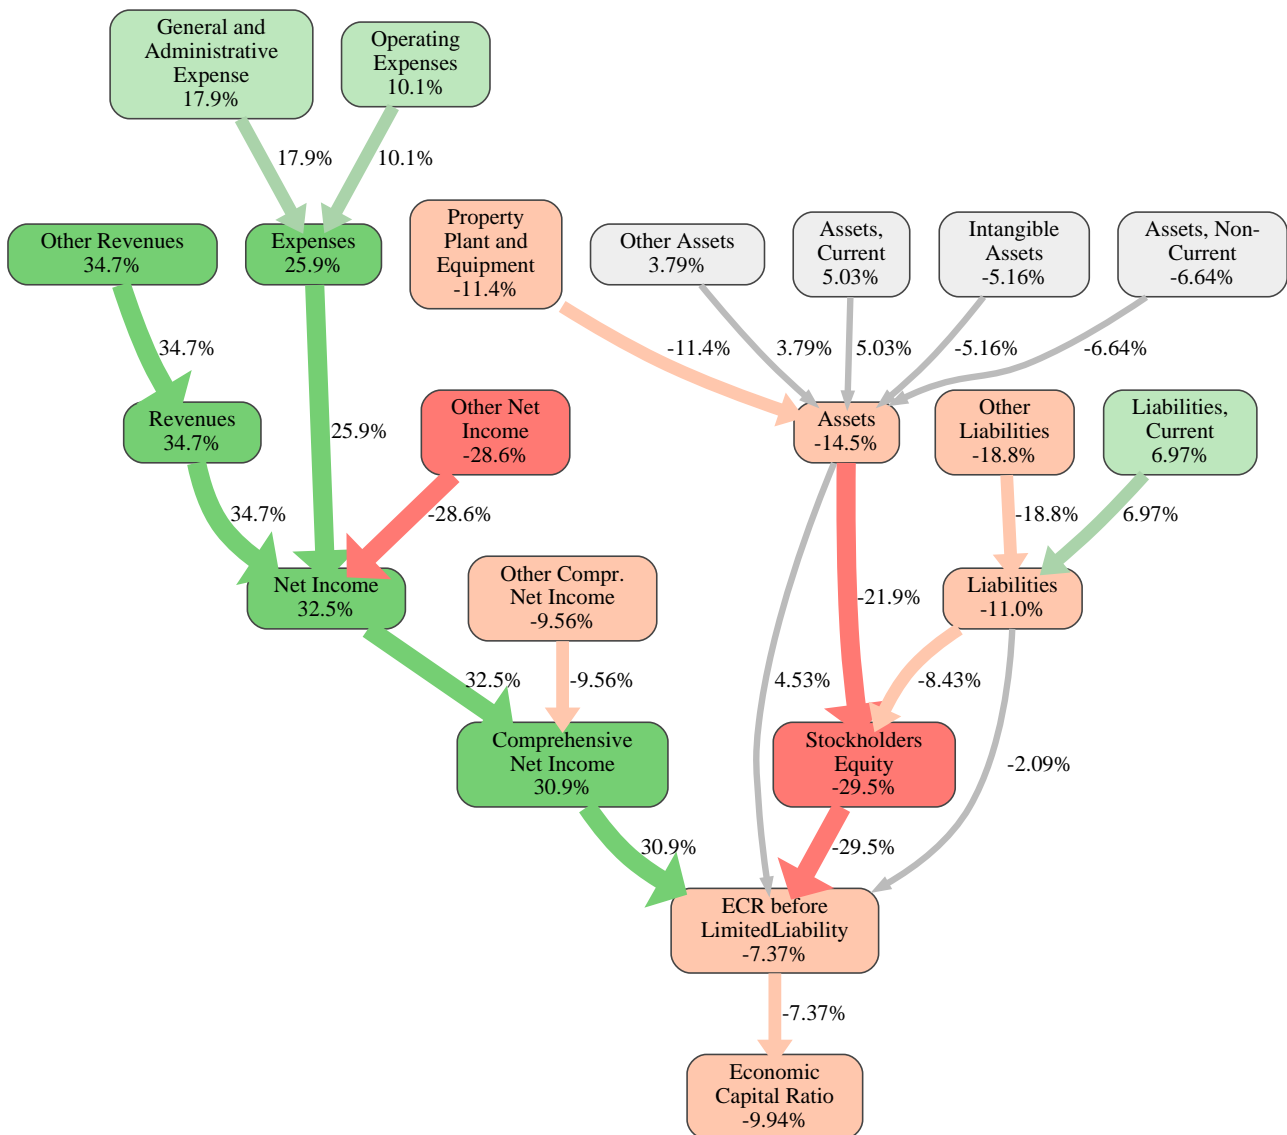 General and
Administrative
Expense
17.9%
Operating
Expenses
10.1%
17.9%
10.1%
Other Revenues
34.7%
Expenses
25.9%
Property
Plant and
Equipment
-11.4%
Other Assets
3.79%
Assets,
Current
5.03%
Intangible
Assets
-5.16%
Assets, Non-
Current
-6.64%
34.7%
-11.4%
3.79%
5.03%
-5.16%
-6.64%
Revenues
34.7%
25.9%
Other Net
Income
-28.6%
Assets
-14.5%
Other
Liabilities
-18.8%
Liabilities,
Current
6.97%
34.7%
-28.6%
-18.8%
6.97%
Net Income
32.5%
Other Compr.
Net Income
-9.56%
-21.9%
Liabilities
-11.0%
32.5%
-9.56%
4.53%
-8.43%
-2.09%
Comprehensive
Net Income
30.9%
Stockholders
Equity
-29.5%
30.9%
-29.5%
ECR before
LimitedLiability
-7.37%
-7.37%
Economic
Capital Ratio
-9.94%